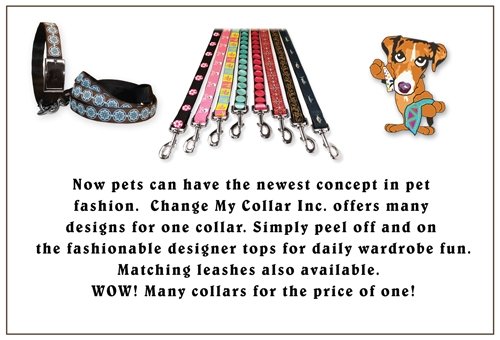 Now pets can have the newest concept in pet
fashion. Change My Collar Inc. offers many
designs for one collar. Simply peel off and on
the fashionable designer tops for daily wardrobe fun.
Matching leashes also available.
WOW! Many collars for the price of one!